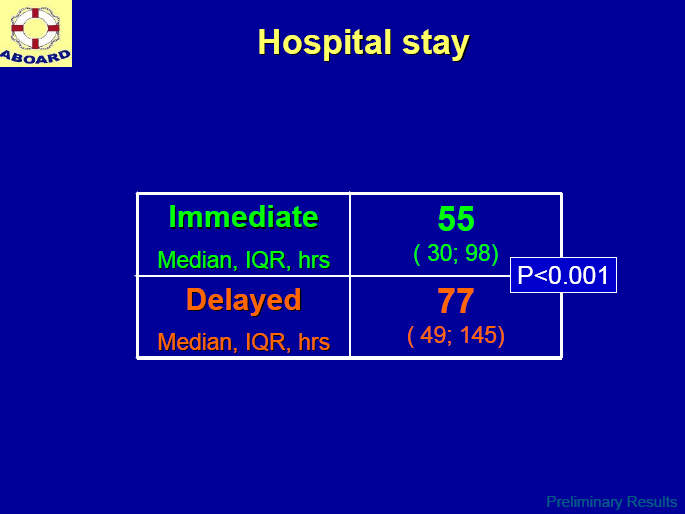 ABOARD
Hospital stay
Immediate
Median, IQR, hrs
55
( 30; 98)
P<0.001
Delayed
Median, IQR, hrs
77
( 49; 145)
Preliminary Results